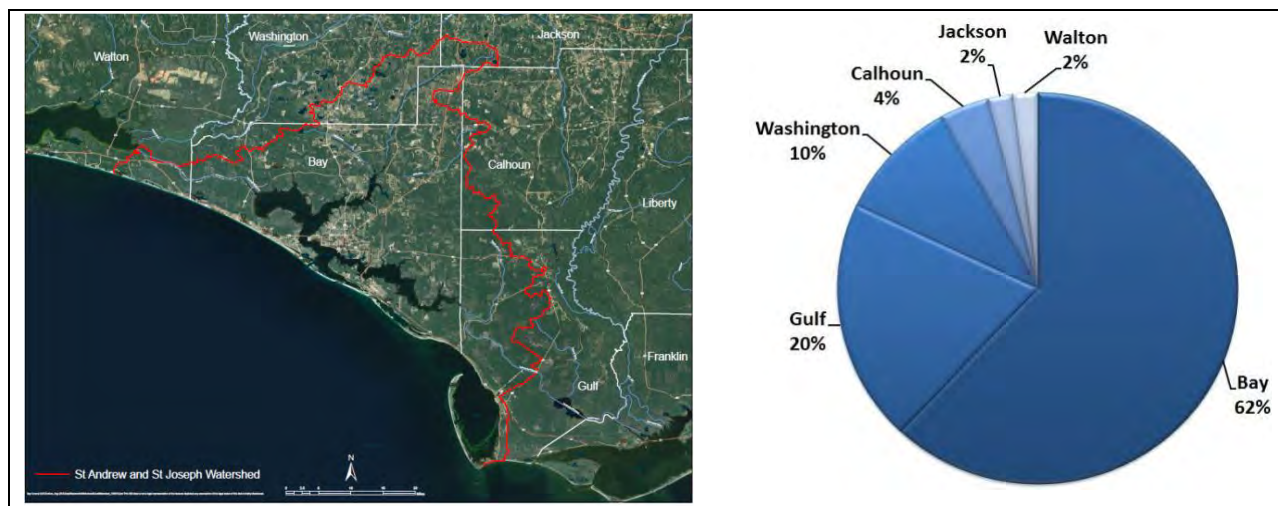 Washington
Jackson
Walton
Bay
Calhoun
Liberty
Franklin
Gulf
N
St Andrew and St Joseph Watershed
Jackson
2%
Walton
2%
Calhoun
4%
Washington
10%
Gulf
20%
Bay
62%